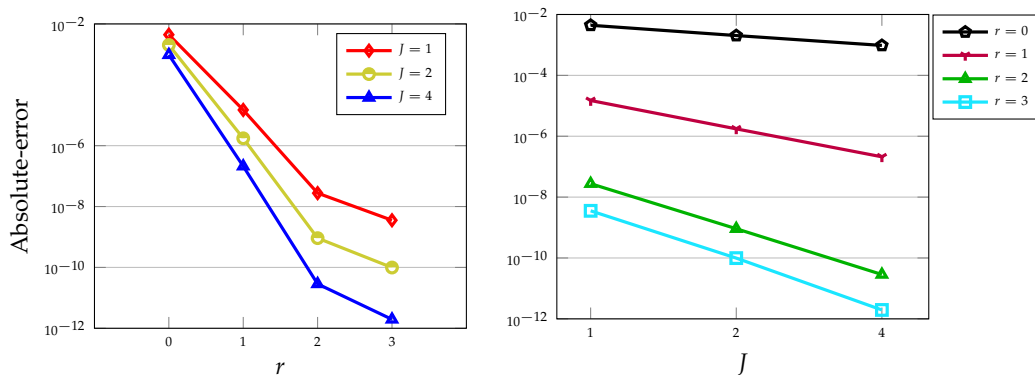 10⁻²
10⁻⁶
10⁻⁸
10⁻¹⁰
10⁻¹²
0
1
2
3
r
Absolute-error
J = 1
J = 2
J = 4
10⁻²
10⁻⁴
10⁻⁶
10⁻⁸
10⁻¹⁰
10⁻¹²
1
2
4
J
r = 0
r = 1
r = 2
r = 3